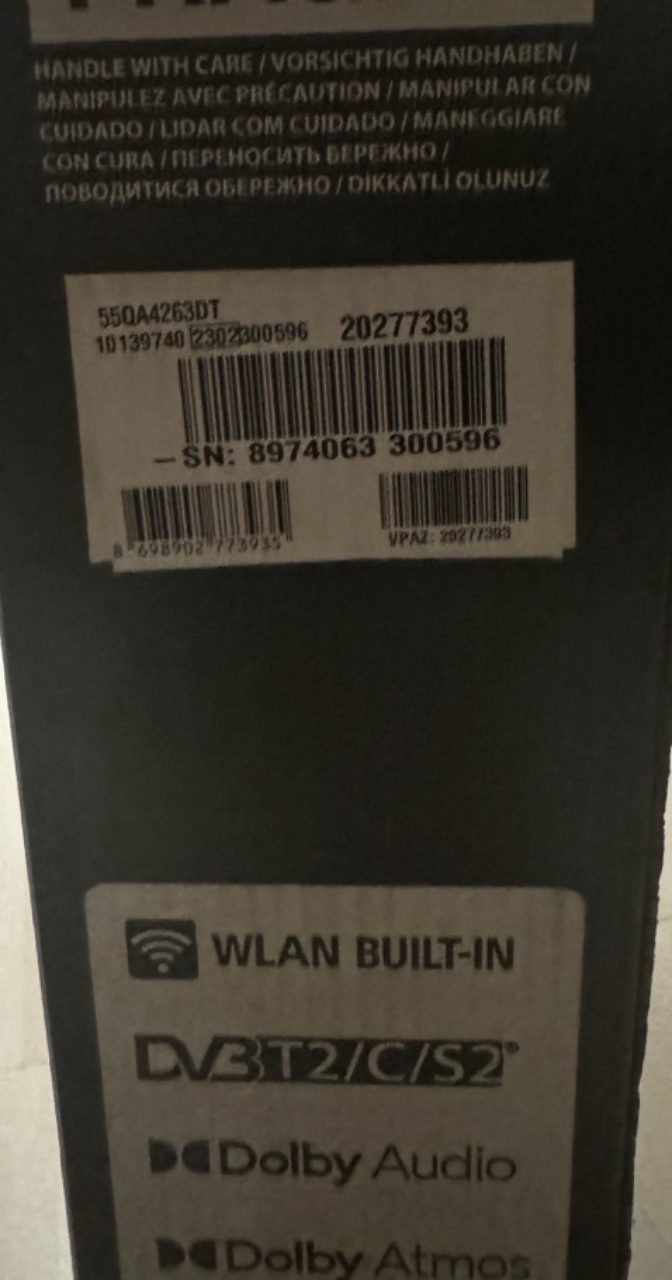 HANDLE WITH CARE / VORSICHTIG HANDHABEN /
MANIPULEZ AVEC PRÉCAUTION / MANIPULAR CON
CUIDADO / LIDAR COM CUIDADO / MANEGGIARE
CON CURA / ПЕРЕНОСИТЬ БЕРЕЖНО /
ПОВОДИТИСЯ ОБЕРЕЖНО / DİKKATLİ OLUNUZ
55QA4263DT
10139740 2302300596 20277393
SN: 8974063 300596
8 698902 773935
VPAZ: 20277393
WLAN BUILT-IN
DVB T2/C/S2®
Dolby Audio
Dolby Atmos